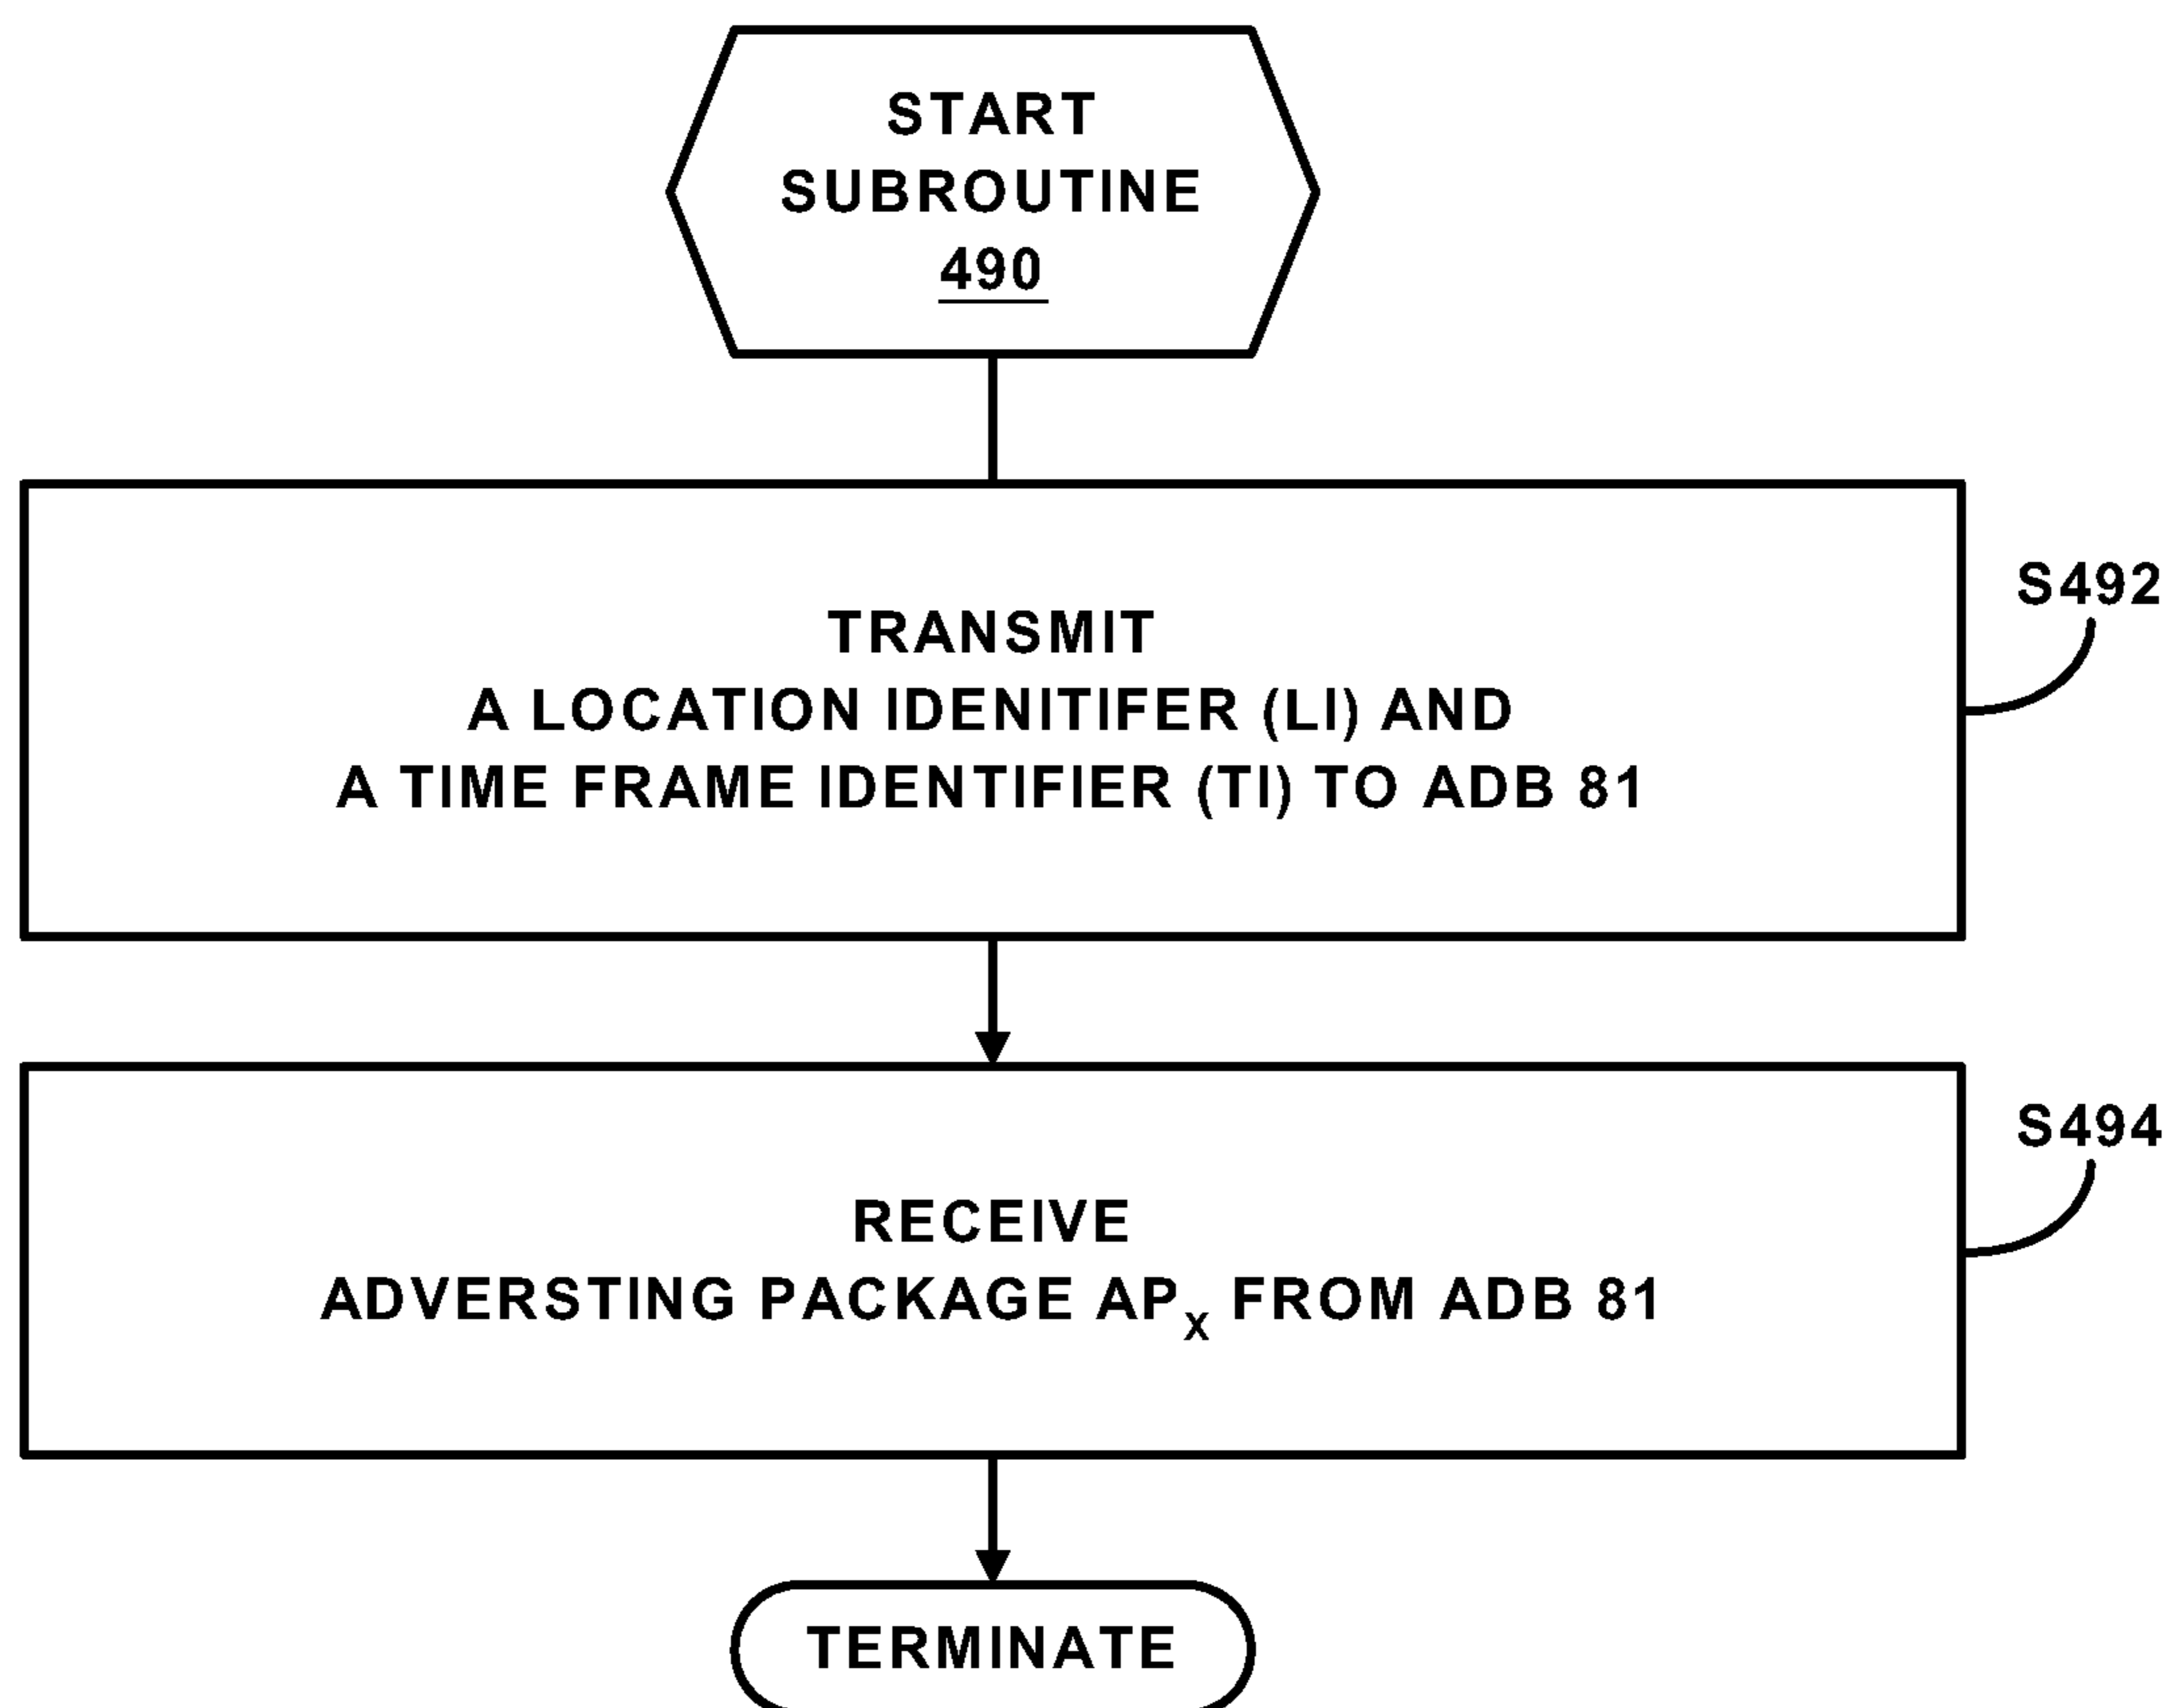 START
SUBROUTINE
490
TRANSMIT
A LOCATION IDENITIFER (LI) AND
A TIME FRAME IDENTIFIER (TI) TO ADB 81
S492
RECEIVE
ADVERSTING PACKAGE APX FROM ADB 81
S494
TERMINATE